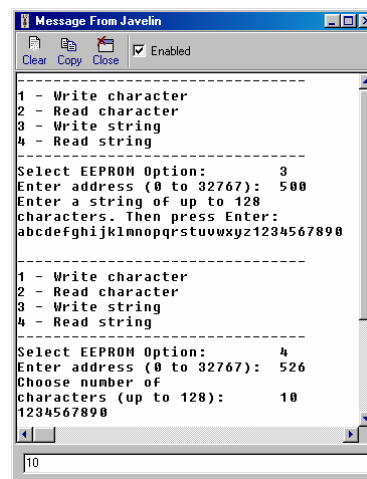 Message From Javelin
Clear Copy Close Enabled
--------------------------------
1 - Write character
2 - Read character
3 - Write string
4 - Read string
--------------------------------
Select EEPROM Option: 3
Enter address (0 to 32767): 500
Enter a string of up to 128
characters. Then press Enter:
abcdefghijklmnopqrstuvwxyz1234567890
--------------------------------
1 - Write character
2 - Read character
3 - Write string
4 - Read string
--------------------------------
Select EEPROM Option: 4
Enter address (0 to 32767): 526
Choose number of
characters (up to 128): 10
1234567890
10